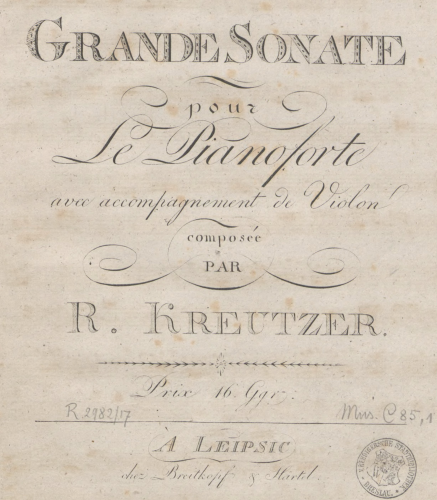 GRANDE SONATE
pour
Le Pianoforte
avec accompagnement de Violon
composée
PAR
R. KREUTZER.
Prix 16 Ggr.
R 2982/17
Mus. C 85, 1
À LEIPSIC,
chez Breitkopf & Härtel.